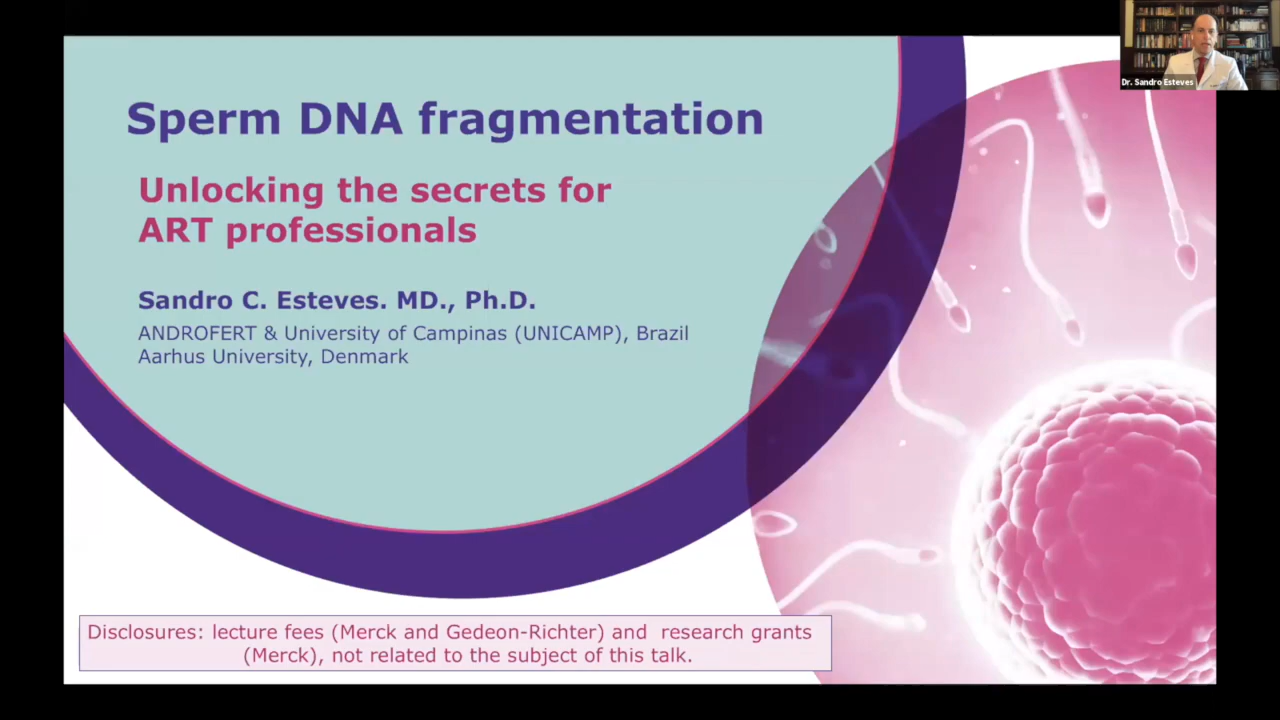 Dr. Sandro Esteves
Sperm DNA fragmentation
Unlocking the secrets for
ART professionals
Sandro C. Esteves. MD., Ph.D.
ANDROFERT & University of Campinas (UNICAMP), Brazil
Aarhus University, Denmark
Disclosures: lecture fees (Merck and Gedeon-Richter) and research grants
(Merck), not related to the subject of this talk.